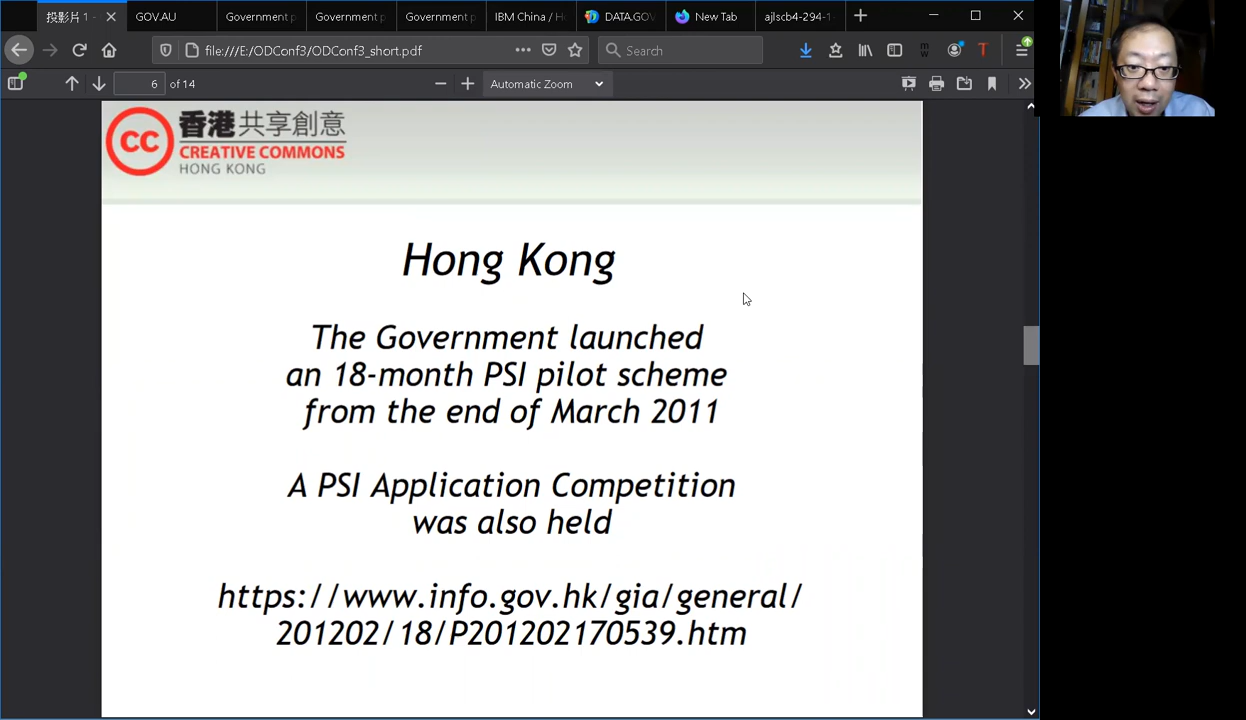 投影片 1 -
GOV.AU
Government p
Government p
Government p
IBM China / H
DATA.GOV
New Tab
ajlscb4-294-1
file:///E:/ODConf3/ODConf3_short.pdf
Search
6 of 14
Automatic Zoom
cc
香港共享創意
CREATIVE COMMONS
HONG KONG
Hong Kong
The Government launched
an 18-month PSI pilot scheme
from the end of March 2011
A PSI Application Competition
was also held
https://www.info.gov.hk/gia/general/
201202/18/P201202170539.htm